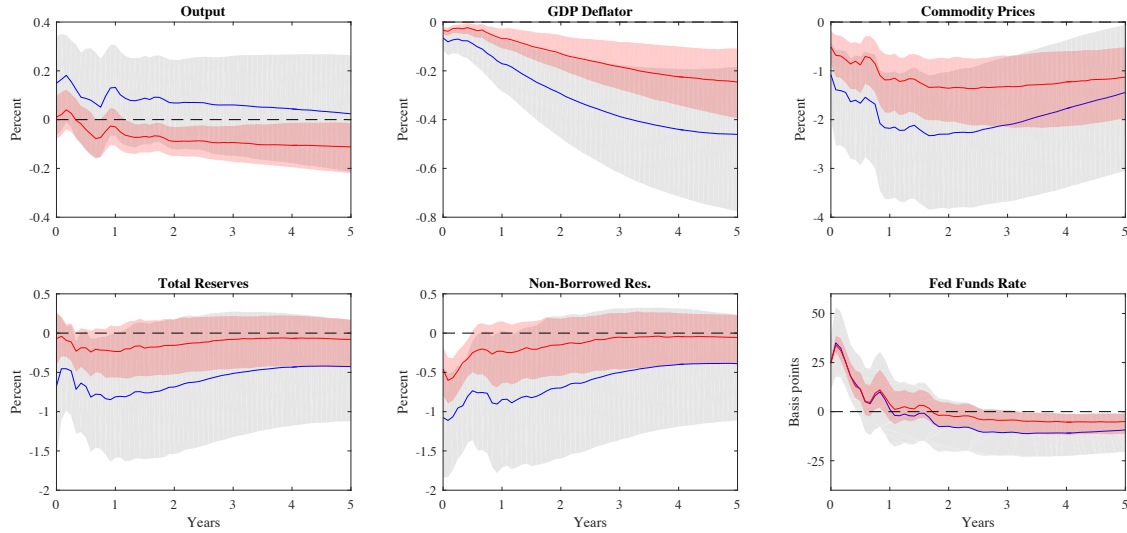 Output
GDP Deflator
Commodity Prices
0.4
0.2
0
-0.2
-0.4
Percent
0 1 2 3 4 5
0
-0.2
-0.4
-0.6
-0.8
Percent
0 1 2 3 4 5
0
-1
-2
-3
-4
Percent
0 1 2 3 4 5
Total Reserves
Non-Borrowed Res.
Fed Funds Rate
0.5
0
-0.5
-1
-1.5
-2
Percent
0 1 2 3 4 5
Years
0.5
0
-0.5
-1
-1.5
-2
Percent
0 1 2 3 4 5
Years
50
25
0
-25
Basis points
0 1 2 3 4 5
Years